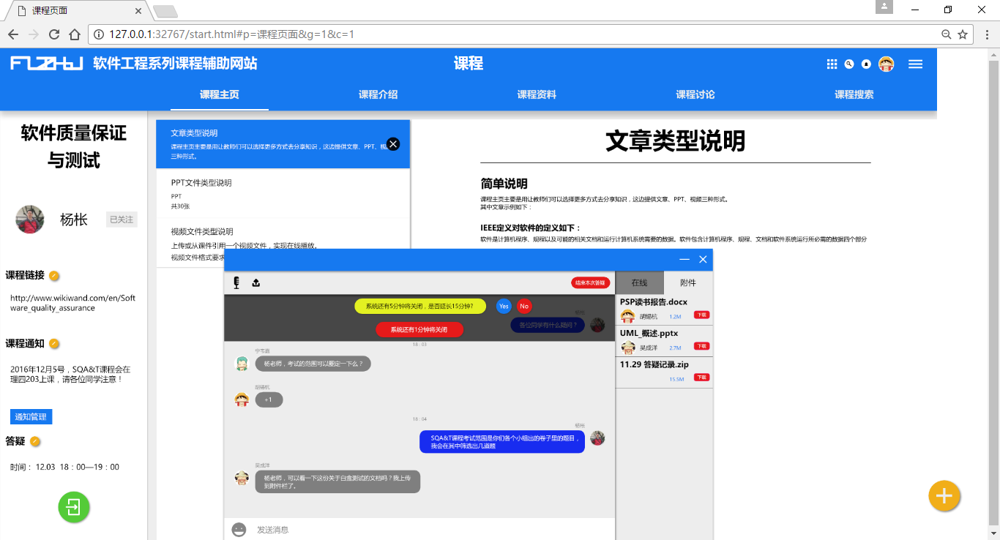 课程页面
127.0.0.1:32767/start.html#p=课程页面&g=1&c=1
软件工程系列课程辅助网站
课程
课程主页
课程介绍
课程资料
课程讨论
课程搜索
软件质量保证
与测试
杨枨
已关注
课程链接
http://www.wikiwand.com/en/Soft
ware_quality_assurance
课程通知
2016年12月5号，SQA&T课程会在
理四203上课，请各位同学注意！
通知管理
答疑
时间： 12.03 18：00—19：00
文章类型说明
课程主页主要是用让教师们可以选择更多方式去分享知识，这边提供文章、PPT、视
三种形式。
PPT文件类型说明
PPT
共30张
视频文件类型说明
上传或从课件引用一个视频文件，实现在线播放。
视频文件格式要求
文章类型说明
简单说明
课程主页主要是用让教师们可以选择更多方式去分享知识，这边提供文章、PPT、视频三种形式。
其中文章示例如下：
IEEE定义对软件的定义如下：
软件是计算机程序、规程以及可能的相关文档和运行计算机系统需要的数据。软件包含计算机程序、规程、文档和软件系统运行所必需的数据四个部分
结束本次答疑
在线
附件
系统还有5分钟将关闭，是否延长15分钟?
Yes
No
杨枨
各位同学有什么疑问？
系统还有1分钟将关闭
18：03
杨老师，考试的范围可以圈定一下么？
胡锡杭
+1
18：04
杨枨
SQA&T课程考试范围是你们各个小组出的卷子里的题目，
我会在其中筛选出几道题
吴成洋
杨老师，可以看一下这份关于白盒测试的文档吗？我上传
到附件栏了。
发送消息
PSP读书报告.docx
胡锡杭
1.2M
下载
UML_概述.pptx
吴成洋
2.7M
下载
11.29 答疑记录.zip
15.5M
下载